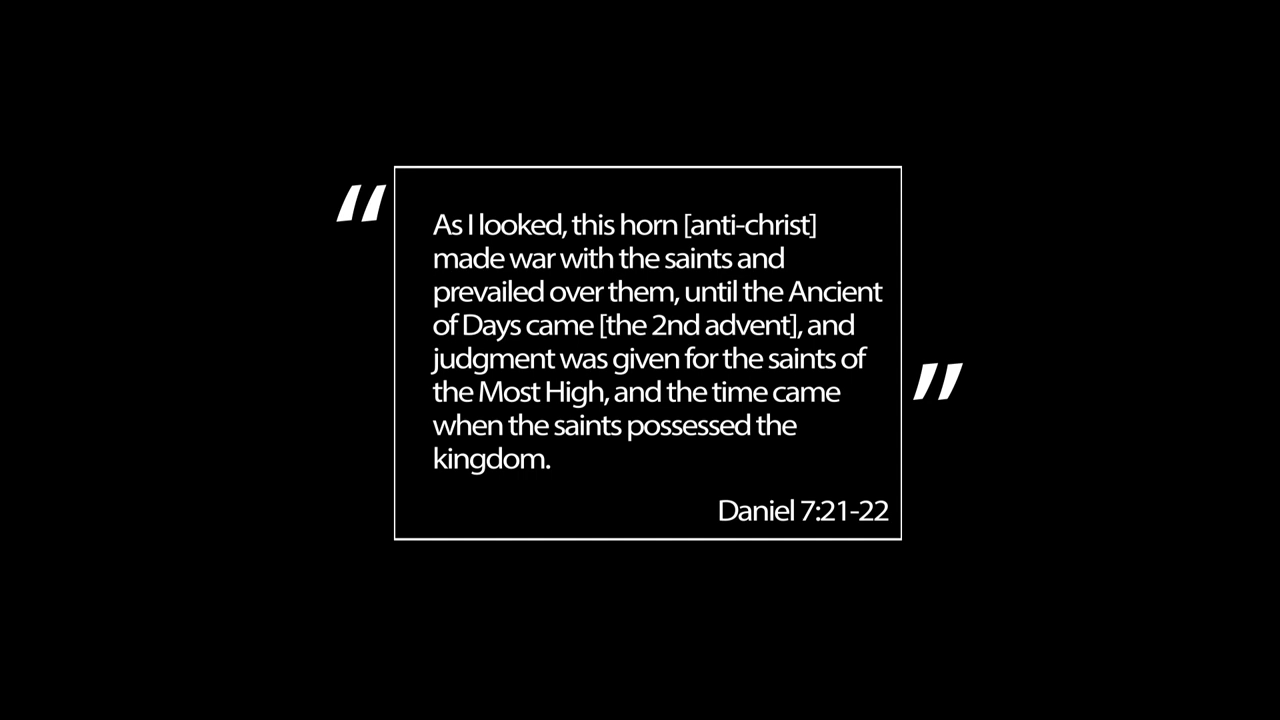 “
As I looked, this horn [anti-christ]
made war with the saints and
prevailed over them, until the Ancient
of Days came [the 2nd advent], and
judgment was given for the saints of
the Most High, and the time came
when the saints possessed the
kingdom.
”
Daniel 7:21-22